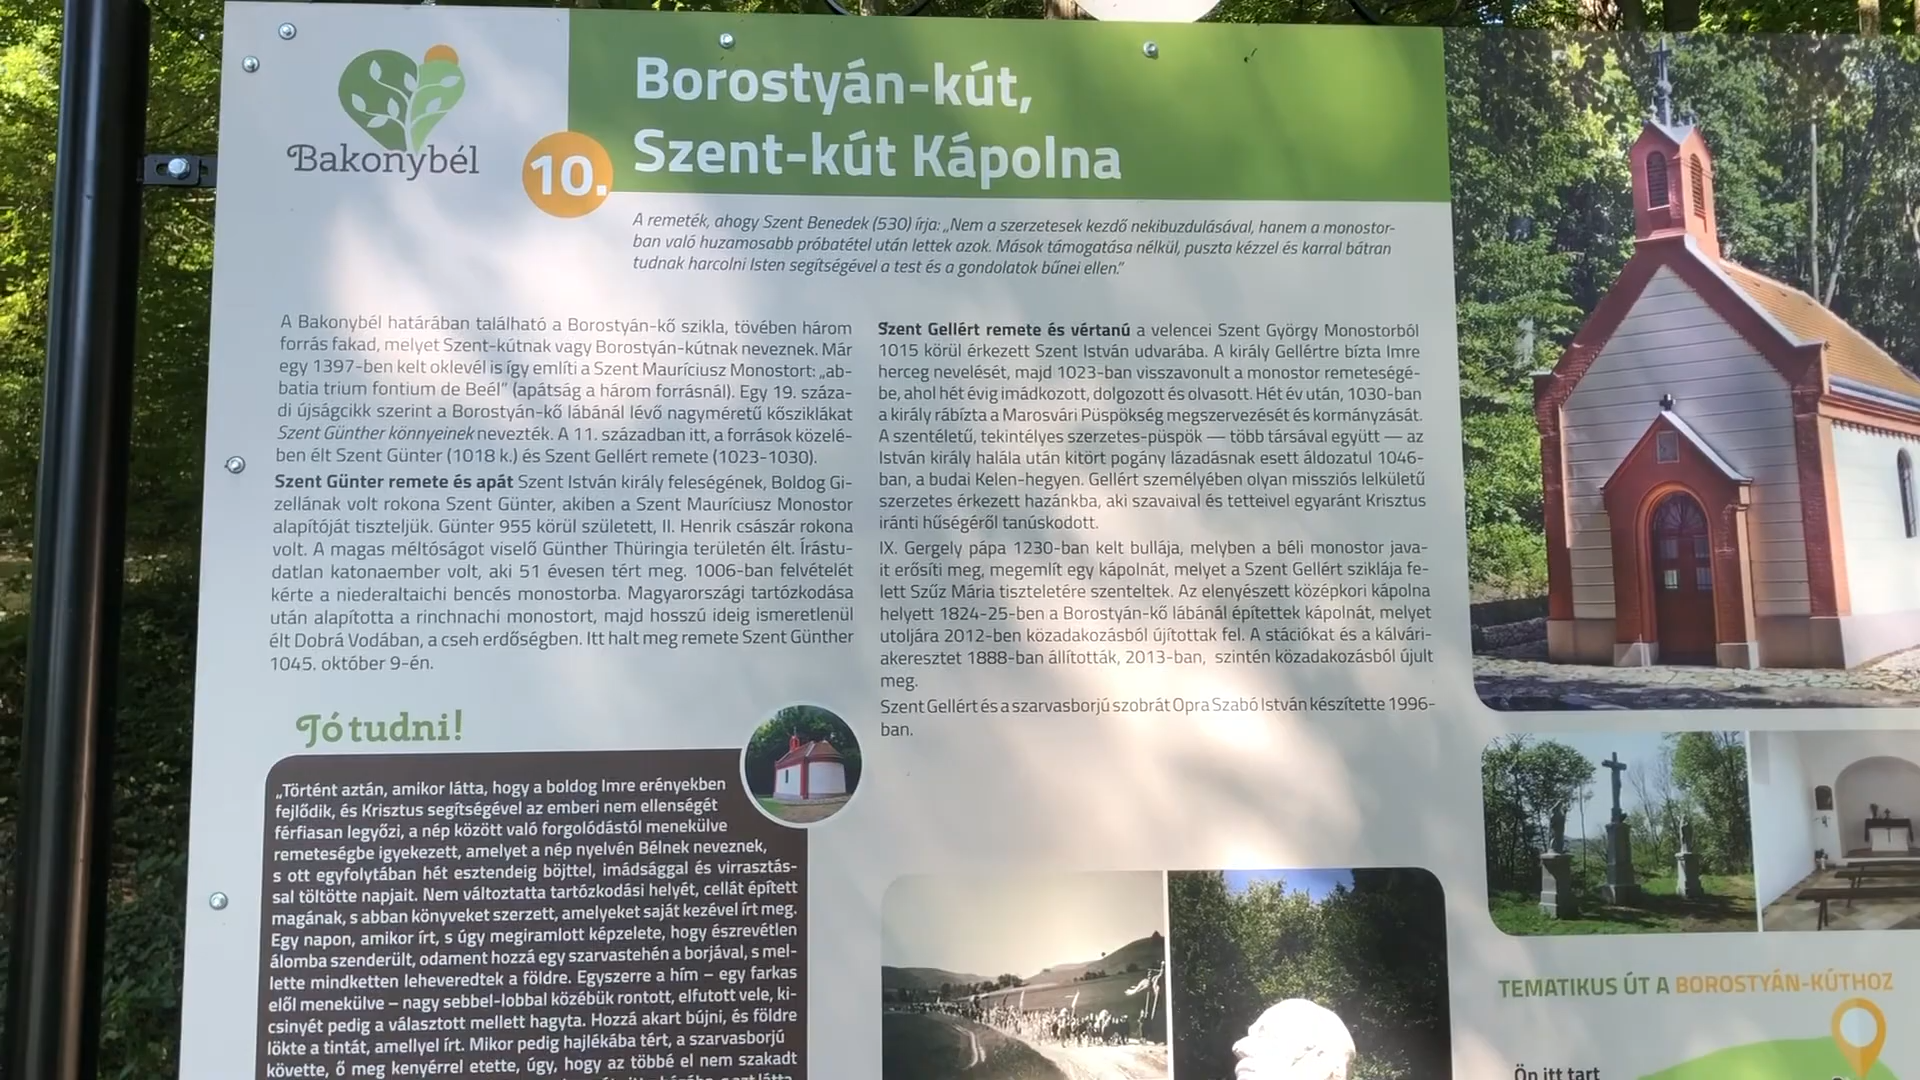 Bakonybél
10.
Borostyán-kút,
Szent-kút Kápolna
A remeték, ahogy Szent Benedek (530) írja: „Nem a szerzetesek kezdő nekibuzdulásával, hanem a monostor-
ban való huzamosabb próbatétel után lettek azok. Mások támogatása nélkül, puszta kézzel és karral bátran
tudnak harcolni Isten segítségével a test és a gondolatok bűnei ellen.”
A Bakonybél határában található a Borostyán-kő szikla, tövében három
forrás fakad, melyet Szent-kútnak vagy Borostyán-kútnak neveznek. Már
egy 1397-ben kelt oklevél is így említi a Szent Mauríciusz Monostort: „ab-
batia trium fontium de Beél” (apátság a három forrásnál). Egy 19. száza-
di újságcikk szerint a Borostyán-kő lábánál lévő nagyméretű kősziklákat
Szent Günther könnyeinek nevezték. A 11. században itt, a források közelé-
ben élt Szent Günter (1018 k.) és Szent Gellért remete (1023-1030).
Szent Günter remete és apát Szent István király feleségének, Boldog Gi-
zellának volt rokona Szent Günter, akiben a Szent Mauríciusz Monostor
alapítóját tiszteljük. Günter 955 körül született, II. Henrik császár rokona
volt. A magas méltóságot viselő Günther Thüringia területén élt. Írástu-
datlan katonaember volt, aki 51 évesen tért meg. 1006-ban felvételét
kérte a niederaltaichi bencés monostorba. Magyarországi tartózkodása
után alapította a rinchnachi monostort, majd hosszú ideig ismeretlenül
élt Dobrá Vodában, a cseh erdőségben. Itt halt meg remete Szent Günther
1045. október 9-én.
Szent Gellért remete és vértanú a velencei Szent György Monostorból
1015 körül érkezett Szent István udvarába. A király Gellértre bízta Imre
herceg nevelését, majd 1023-ban visszavonult a monostor remeteségé-
be, ahol hét évig imádkozott, dolgozott és olvasott. Hét év után, 1030-ban
a király rábízta a Marosvári Püspökség megszervezését és kormányzását.
A szentéletű, tekintélyes szerzetes-püspök — több társával együtt — az
István király halála után kitört pogány lázadásnak esett áldozatul 1046-
ban, a budai Kelen-hegyen. Gellért személyében olyan missziós lelkületű
szerzetes érkezett hazánkba, aki szavaival és tetteivel egyaránt Krisztus
iránti hűségéről tanúskodott.
IX. Gergely pápa 1230-ban kelt bullája, melyben a béli monostor java-
it erősíti meg, megemlít egy kápolnát, melyet a Szent Gellért sziklája fe-
lett Szűz Mária tiszteletére szenteltek. Az elenyészett középkori kápolna
helyett 1824-25-ben a Borostyán-kő lábánál építettek kápolnát, melyet
utoljára 2012-ben közadakozásból újítottak fel. A stációkat és a kálvári-
akeresztet 1888-ban állították, 2013-ban, szintén közadakozásból újult
meg.
Szent Gellért és a szarvasborjú szobrát Opra Szabó István készítette 1996-
ban.
Jó tudni!
„Történt aztán, amikor látta, hogy a boldog Imre erényekben
fejlődik, és Krisztus segítségével az emberi nem ellenségét
férfiasan legyőzi, a nép között való forgolódástól menekülve
remeteségbe igyekezett, amelyet a nép nyelvén Bélnek neveznek,
s ott egyfolytában hét esztendeig böjttel, imádsággal és virrasztás-
sal töltötte napjait. Nem változtatta tartózkodási helyét, cellát épített
magának, s abban könyveket szerzett, amelyeket saját kezével írt meg.
Egy napon, amikor írt, s úgy megiramlott képzelete, hogy észrevétlen
álomba szenderült, odament hozzá egy szarvastehén a borjával, s mel-
lette mindketten leheveredtek a földre. Egyszerre a hím – egy farkas
elől menekülve – nagy sebbel-lobbal közébük rontott, elfutott vele, ki-
csinyét pedig a választott mellett hagyta. Hozzá akart bújni, és földre
lökte a tintát, amellyel írt. Mikor pedig hajlékába tért, a szarvasborjú
követte, ő meg kenyérrel etette, úgy, hogy az többé el nem szakadt
TEMATIKUS ÚT A BOROSTYÁN-KÚTHOZ
Ön itt tart